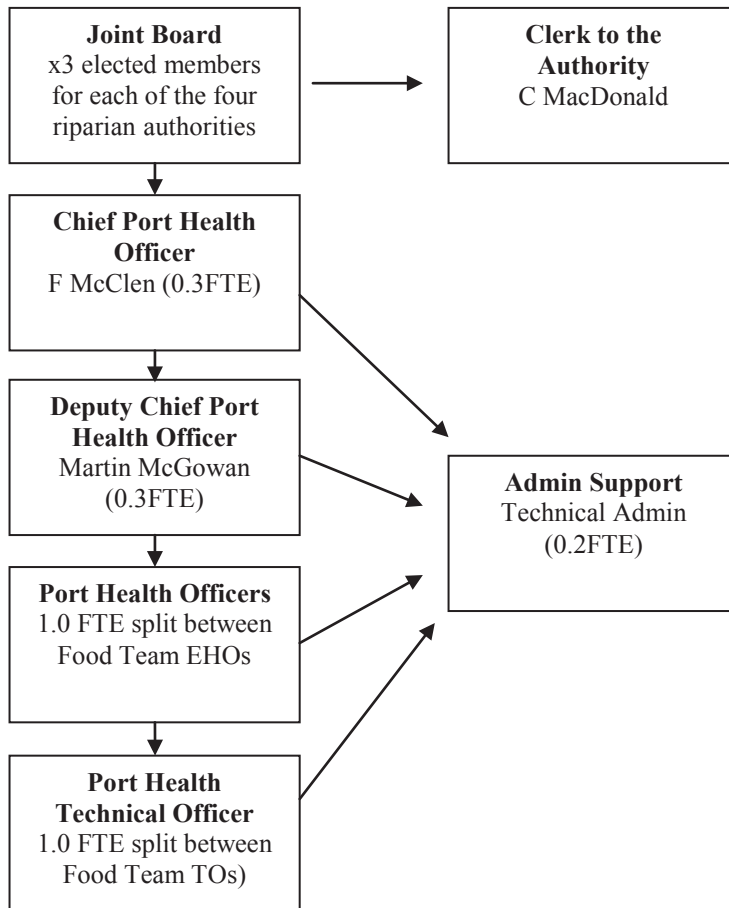 Joint Board
x3 elected members
for each of the four
riparian authorities
Clerk to the
Authority
C MacDonald
Chief Port Health
Officer
F McClen (0.3FTE)
Deputy Chief Port
Health Officer
Martin McGowan
(0.3FTE)
Admin Support
Technical Admin
(0.2FTE)
Port Health Officers
1.0 FTE split between
Food Team EHOs
Port Health
Technical Officer
1.0 FTE split between
Food Team TOs)